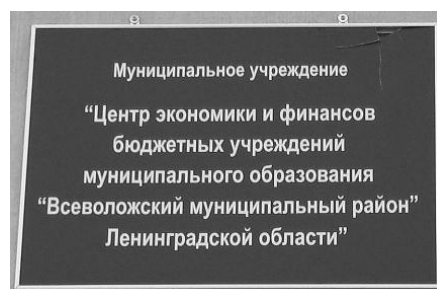 Муниципальное учреждение
“Центр экономики и финансов
бюджетных учреждений
муниципального образования
“Всеволожский муниципальный район”
Ленинградской области”